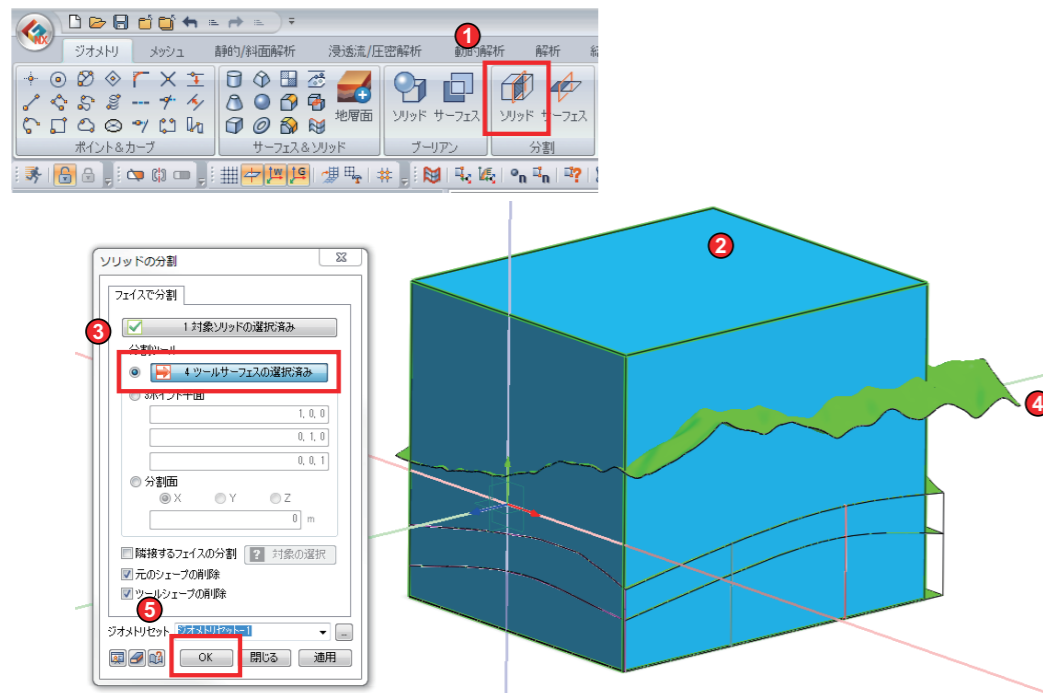 NX
1
ジオメトリ メッシュ 静的/斜面解析 浸透流/圧密解析 動的解析 解析
地層面
ソリッド サーフェス ソリッド サーフェス
ポイント&カーブ サーフェス&ソリッド ブーリアン 分割
W G n n ?
ソリッドの分割
フェイスで分割
3
1 対象ソリッドの選択済み
分割ツール
4 ツールサーフェスの選択済み
3ポイント平面
1, 0, 0
0, 1, 0
0, 0, 1
分割面
X Y Z
0 m
隣接するフェイスの分割 ? 対象の選択
元のシェープの削除
ツールシェープの削除
5
ジオメトリセット ジオメトリセット-1 ...
OK 閉じる 適用
2
4